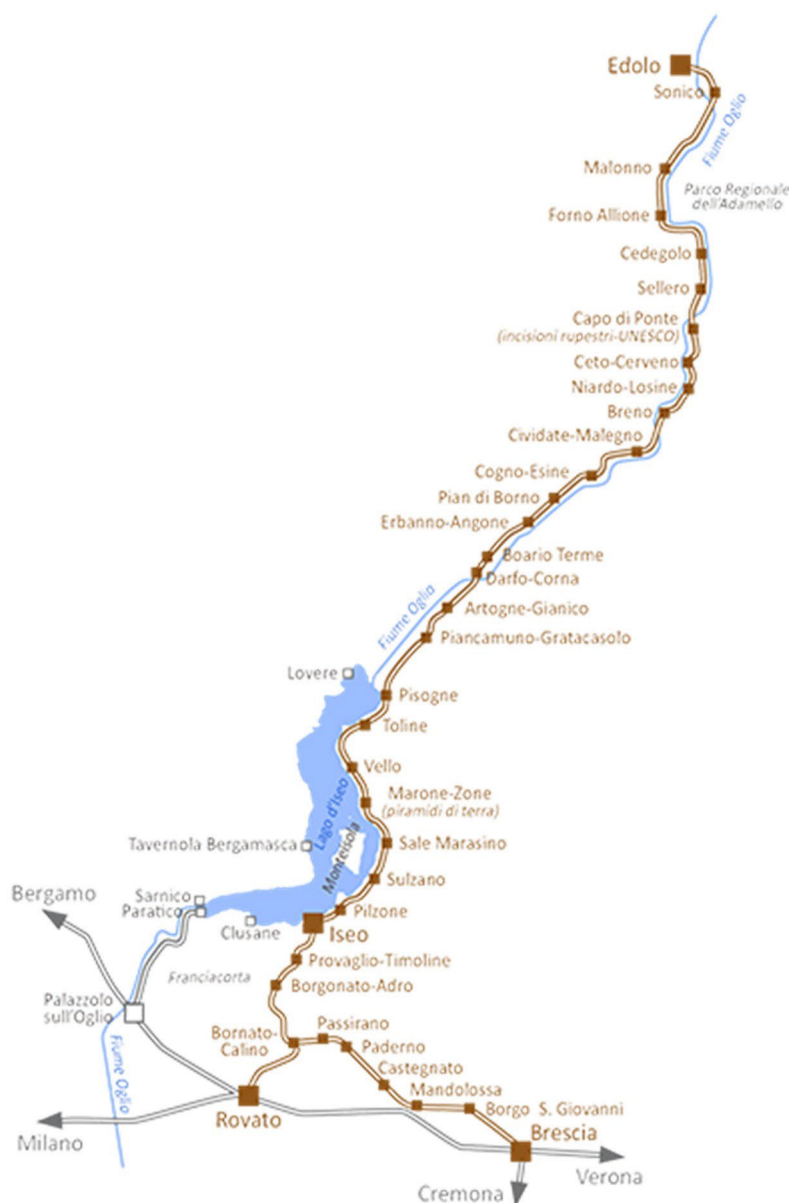 Edolo
Sonico
Fiume Oglio
Malonno
Parco Regionale
dell'Adamello
Forno Allione
Cedegolo
Sellero
Capo di Ponte
(incisioni rupestri-UNESCO)
Ceto-Cerveno
Niardo-Losine
Breno
Cividate-Malegno
Cogno-Esine
Pian di Borno
Erbanno-Angone
Boario Terme
Darfo-Corna
Fiume Oglio
Artogne-Gianico
Piancamuno-Gratacasolo
Lovere
Pisogne
Toline
Vello
Lago d'Iseo
Marone-Zone
(piramidi di terra)
Monteisola
Tavernola Bergamasca
Sale Marasino
Sulzano
Bergamo
Sarnico
Paratico
Clusane
Pilzone
Iseo
Provaglio-Timoline
Franciacorta
Borgonato-Adro
Palazzolo
sull'Oglio
Bornato-
Calino
Passirano
Paderno
Castegnato
Mandolossa
Fiume Oglio
Rovato
Borgo S. Giovanni
Brescia
Milano
Verona
Cremona